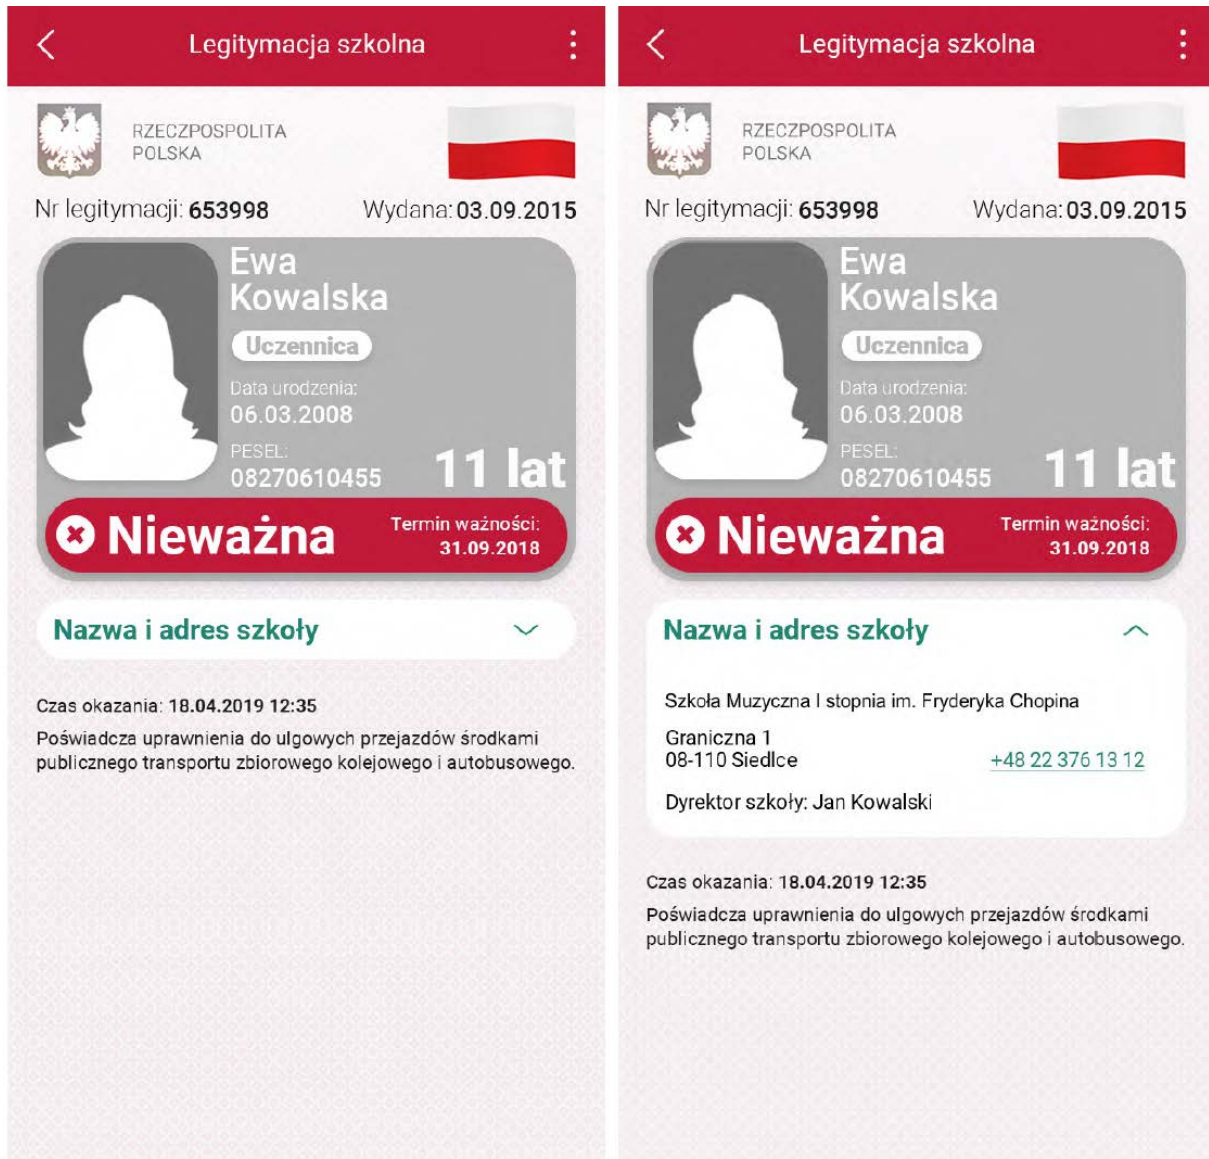 Legitymacja szkolna
RZECZPOSPOLITA
POLSKA
Nr legitymacji: 653998 Wydana: 03.09.2015
Ewa
Kowalska
Uczennica
Data urodzenia:
06.03.2008
PESEL:
08270610455
11 lat
Nieważna
Termin ważności:
31.09.2018
Nazwa i adres szkoły
Czas okazania: 18.04.2019 12:35
Poświadcza uprawnienia do ulgowych przejazdów środkami
publicznego transportu zbiorowego kolejowego i autobusowego.
Legitymacja szkolna
RZECZPOSPOLITA
POLSKA
Nr legitymacji: 653998 Wydana: 03.09.2015
Ewa
Kowalska
Uczennica
Data urodzenia:
06.03.2008
PESEL:
08270610455
11 lat
Nieważna
Termin ważności:
31.09.2018
Nazwa i adres szkoły
Szkoła Muzyczna I stopnia im. Fryderyka Chopina
Graniczna 1
08-110 Siedlce +48 22 376 13 12
Dyrektor szkoły: Jan Kowalski
Czas okazania: 18.04.2019 12:35
Poświadcza uprawnienia do ulgowych przejazdów środkami
publicznego transportu zbiorowego kolejowego i autobusowego.